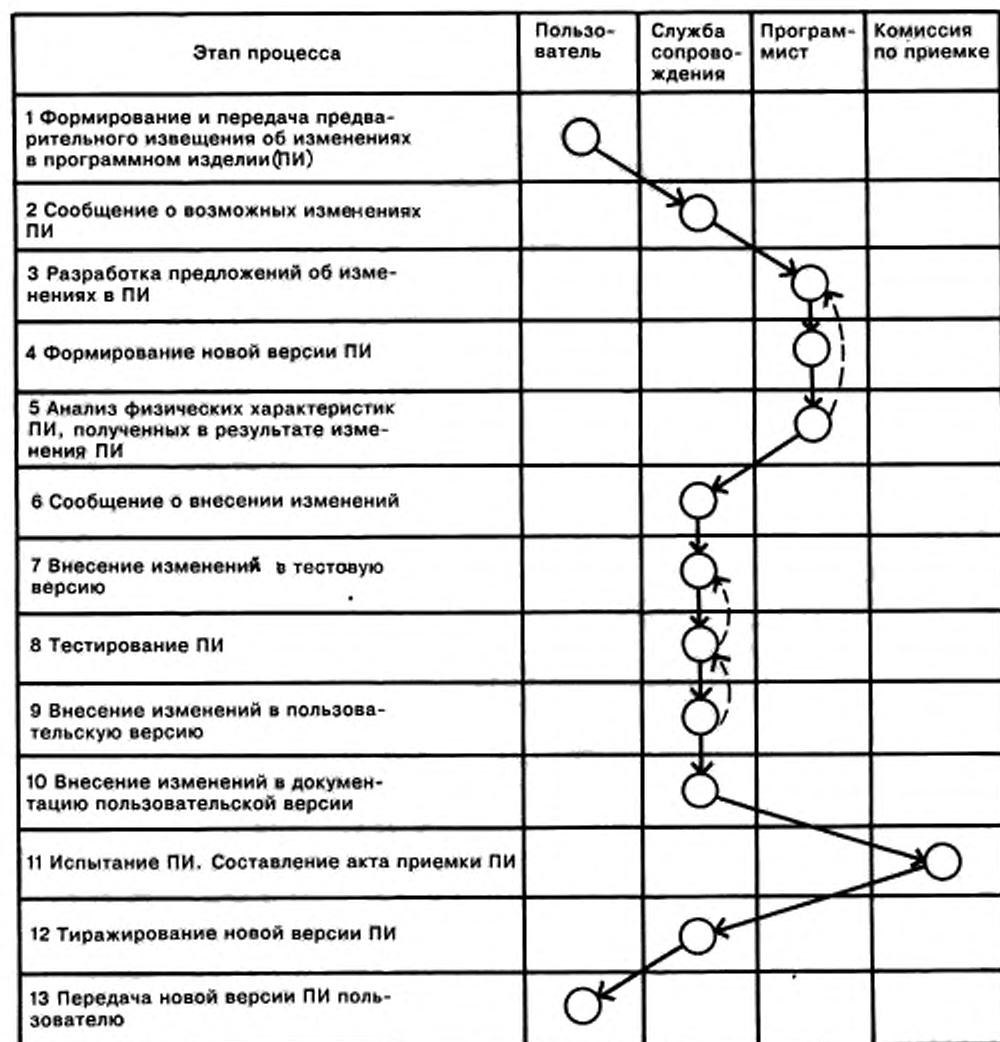 Этап процесса
Пользо-
ватель
Служба
сопрово-
ждения
Програм-
мист
Комиссия
по приемке
1 Формирование и передача предва-
рительного извещения об изменениях
в программном изделии(ПИ)
2 Сообщение о возможных изменениях
ПИ
3 Разработка предложений об изме-
нениях в ПИ
4 Формирование новой версии ПИ
5 Анализ физических характеристик
ПИ, полученных в результате изме-
нения ПИ
6 Сообщение о внесении изменений
7 Внесение изменений в тестовую
версию
8 Тестирование ПИ
9 Внесение изменений в пользова-
тельскую версию
10 Внесение изменений в докумен-
тацию пользовательской версии
11 Испытание ПИ. Составление акта приемки ПИ
12 Тиражирование новой версии ПИ
13 Передача новой версии ПИ поль-
зователю